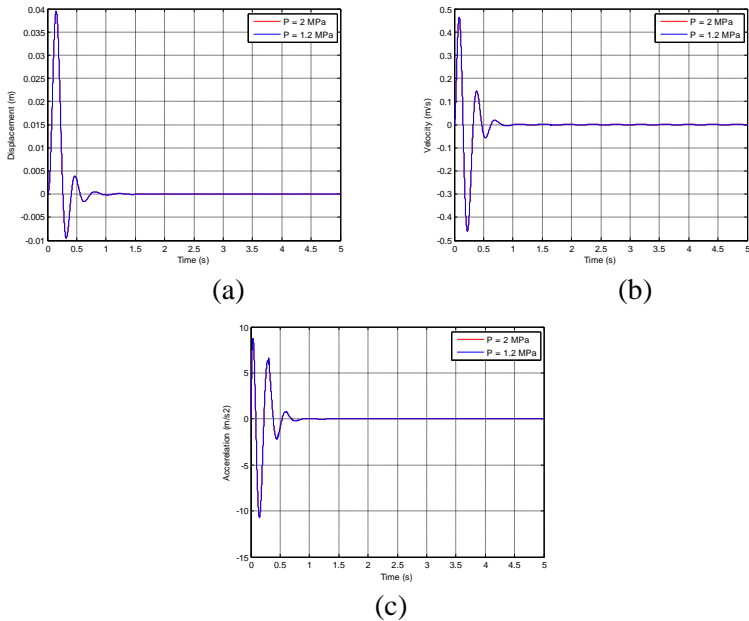 0.04
0.035
0.03
0.025
0.02
0.015
0.01
0.005
0
-0.005
-0.01
Displacement (m)
0 0.5 1 1.5 2 2.5 3 3.5 4 4.5 5
Time (s)
P = 2 MPa
P = 1.2 MPa
(a)
0.5
0.4
0.3
0.2
0.1
0
-0.1
-0.2
-0.3
-0.4
-0.5
Velocity (m/s)
0 0.5 1 1.5 2 2.5 3 3.5 4 4.5 5
Time (s)
P = 2 MPa
P = 1.2 MPa
(b)
10
5
0
-5
-10
-15
Accerelation (m/s2)
0 0.5 1 1.5 2 2.5 3 3.5 4 4.5 5
Time (s)
P = 2 MPa
P = 1.2 MPa
(c)